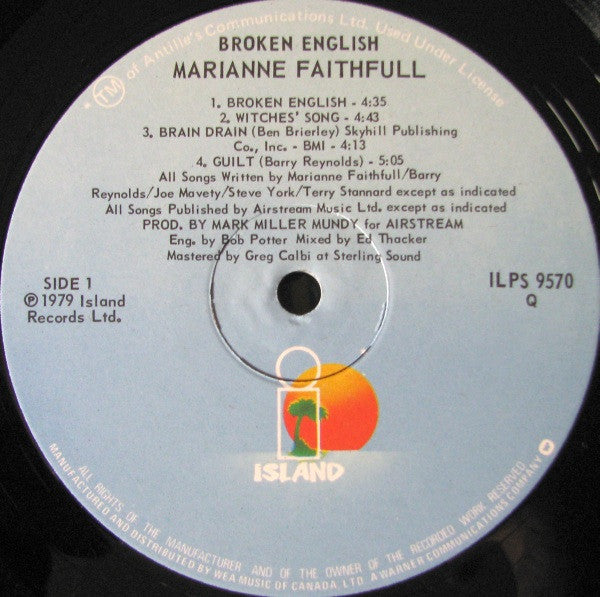 TM of Antille's Communications Ltd. Used Under License
BROKEN ENGLISH
MARIANNE FAITHFULL
1. BROKEN ENGLISH - 4:35
2. WITCHES' SONG - 4:43
3. BRAIN DRAIN (Ben Brierley) Skyhill Publishing
Co., Inc. - BMI - 4:13
4. GUILT (Barry Reynolds) - 5:05
All Songs Written by Marianne Faithfull/Barry
Reynolds/Joe Mavety/Steve York/Terry Stannard except as indicated
All Songs Published by Airstream Music Ltd. except as indicated
PROD. BY MARK MILLER MUNDY for AIRSTREAM
Eng. by Bob Potter Mixed by Ed Thacker
Mastered by Greg Calbi at Sterling Sound
SIDE 1
℗ 1979 Island
Records Ltd.
ILPS 9570
Q
ISLAND
ALL RIGHTS OF THE MANUFACTURER AND OF THE OWNER OF THE RECORDED WORK RESERVED.
MANUFACTURED AND DISTRIBUTED BY WEA MUSIC OF CANADA, LTD. A WARNER COMMUNICATIONS COMPANY